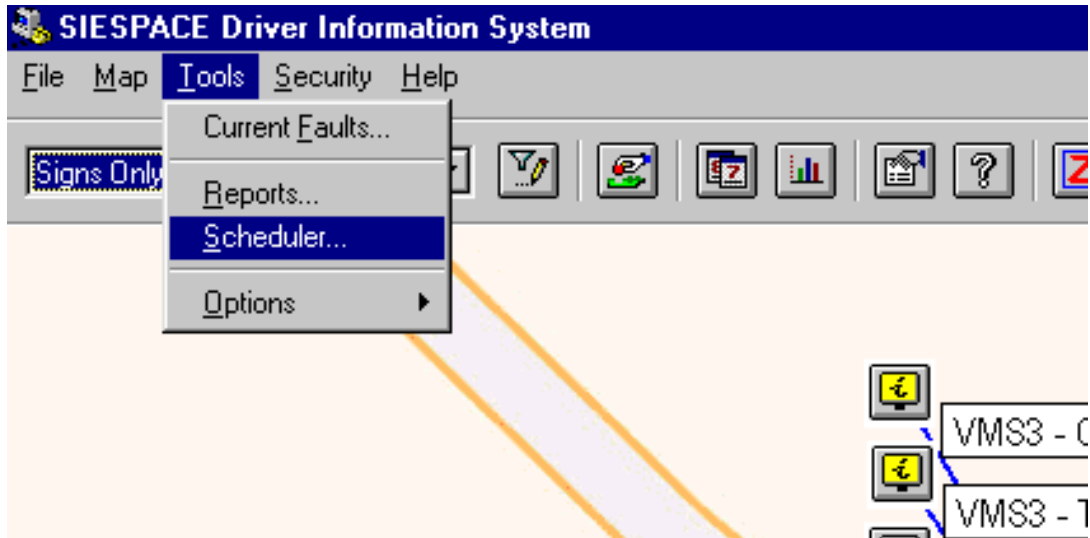 SIESPACE Driver Information System
File Map Tools Security Help
Current Faults...
Signs Only
Reports...
Scheduler...
Options
VMS3 -
VMS3 -